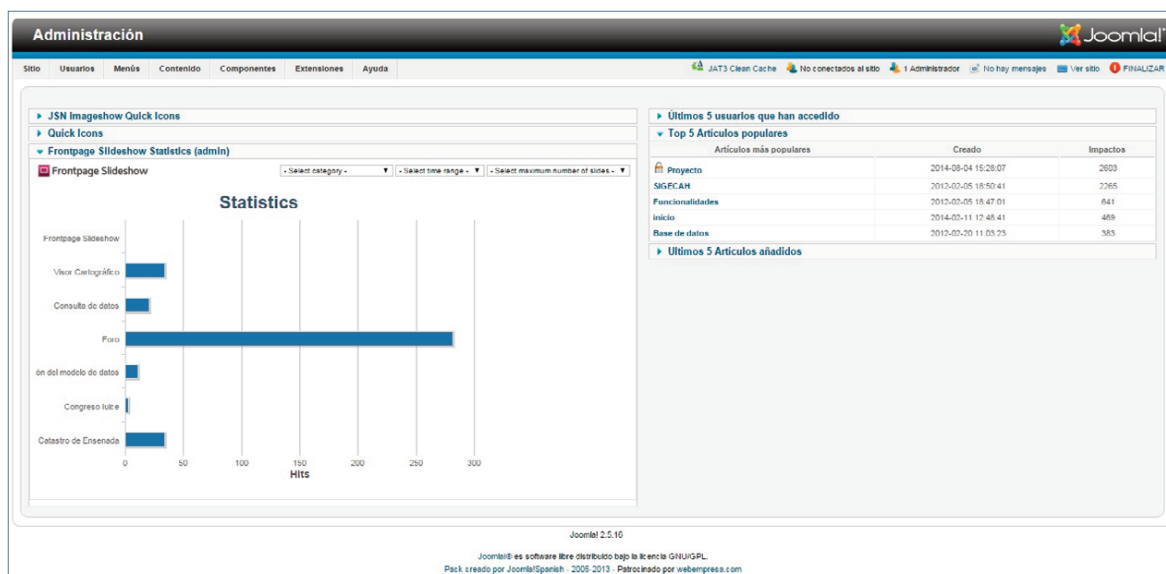 Administración
Joomla!
Sitio Usuarios Menús Contenido Componentes Extensiones Ayuda
JAT3 Clean Cache No conectados al sitio 1 Administrador No hay mensajes Ver sitio FINALIZAR
JSN Imageshow Quick Icons
Quick Icons
Frontpage Slideshow Statistics (admin)
Frontpage Slideshow - Select category - - Select time range - - Select maximum number of slides -
Statistics
Frontpage Slideshow
Visor Cartográfico
Consulta de datos
Foro
ón del modelo de datos
Congreso Iuice
Catastro de Ensenada
0 50 100 150 200 250 300
Hits
Últimos 5 usuarios que han accedido
Top 5 Artículos populares
Artículos más populares Creado Impactos
Proyecto 2014-08-04 15:28:07 2603
SIGECAH 2012-02-05 18:50:41 2265
Funcionalidades 2012-02-05 18:47:01 641
inicio 2014-02-11 12:48:41 469
Base de datos 2012-02-20 11:03:23 383
Ultimos 5 Artículos añadidos
Joomla! 2.5.16
Joomla!® es software libre distribuido bajo la licencia GNU/GPL.
Pack creado por Joomla!Spanish - 2005-2013 - Patrocinado por webempresa.com